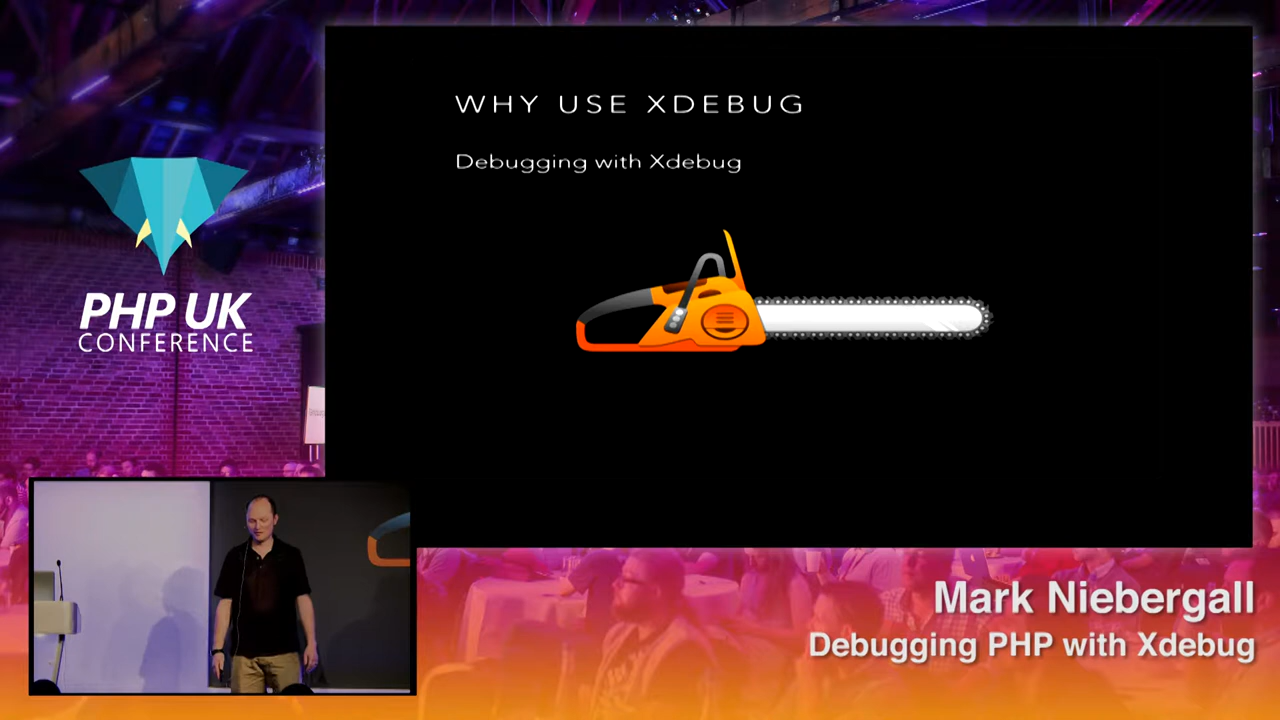 WHY USE XDEBUG
Debugging with Xdebug
PHP UK
CONFERENCE
Mark Niebergall
Debugging PHP with Xdebug